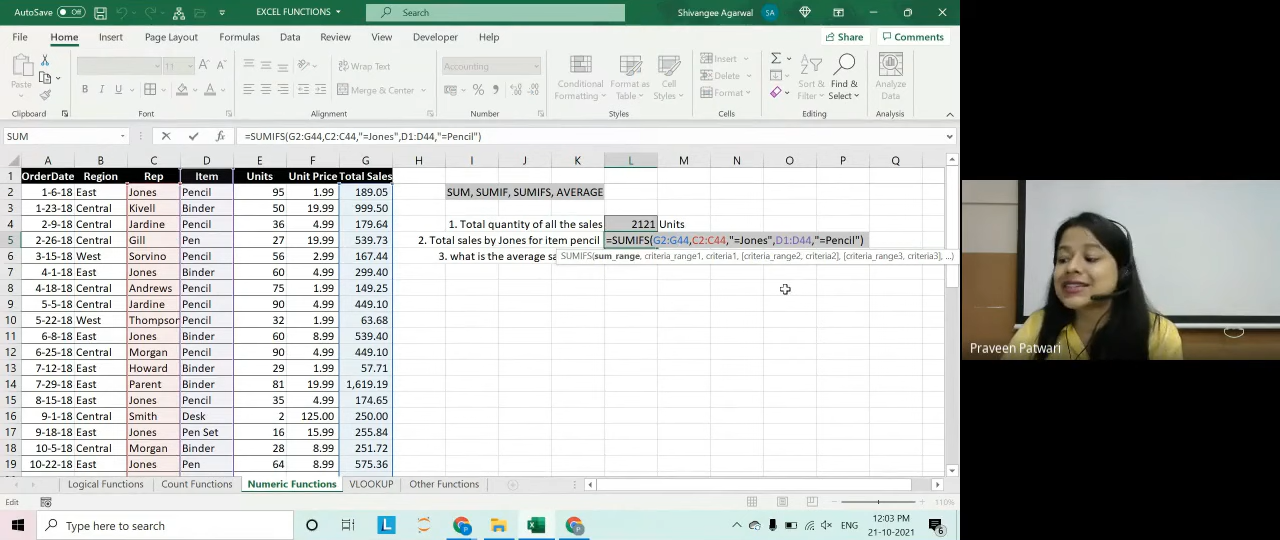 AutoSave Off EXCEL FUNCTIONS Search Shivangee Agarwal SA
File Home Insert Page Layout Formulas Data Review View Developer Help Share Comments
Paste 11 Wrap Text Accounting Conditional Format as Cell Insert Sort & Find & Analyze
B I U Merge & Center Formatting Table Styles Delete Filter Select Data
Format
Clipboard Font Alignment Number Styles Cells Editing Analysis
SUM =SUMIFS(G2:G44,C2:C44,"=Jones",D1:D44,"=Pencil")
A B C D E F G H I J K L M N O P Q
1 OrderDate Region Rep Item Units Unit Price Total Sales
2 1-6-18 East Jones Pencil 95 1.99 189.05 SUM, SUMIF, SUMIFS, AVERAGE
3 1-23-18 Central Kivell Binder 50 19.99 999.50
4 2-9-18 Central Jardine Pencil 36 4.99 179.64 1. Total quantity of all the sales 2121 Units
5 2-26-18 Central Gill Pen 27 19.99 539.73 2. Total sales by Jones for item pencil =SUMIFS(G2:G44,C2:C44,"=Jones",D1:D44,"=Pencil")
6 3-15-18 West Sorvino Pencil 56 2.99 167.44 3. what is the average sa SUMIFS(sum_range, criteria_range1, criteria1, [criteria_range2, criteria2], [criteria_range3, criteria3], ...)
7 4-1-18 East Jones Binder 60 4.99 299.40
8 4-18-18 Central Andrews Pencil 75 1.99 149.25
9 5-5-18 Central Jardine Pencil 90 4.99 449.10
10 5-22-18 West Thompson Pencil 32 1.99 63.68
11 6-8-18 East Jones Binder 60 8.99 539.40
12 6-25-18 Central Morgan Pencil 90 4.99 449.10
13 7-12-18 East Howard Binder 29 1.99 57.71
14 7-29-18 East Parent Binder 81 19.99 1,619.19
15 8-15-18 East Jones Pencil 35 4.99 174.65
16 9-1-18 Central Smith Desk 2 125.00 250.00
17 9-18-18 East Jones Pen Set 16 15.99 255.84
18 10-5-18 Central Morgan Binder 28 8.99 251.72
19 10-22-18 East Jones Pen 64 8.99 575.36
Logical Functions Count Functions Numeric Functions VLOOKUP Other Functions
Edit 110%
Type here to search ENG 12:03 PM
21-10-2021 6
Praveen Patwari